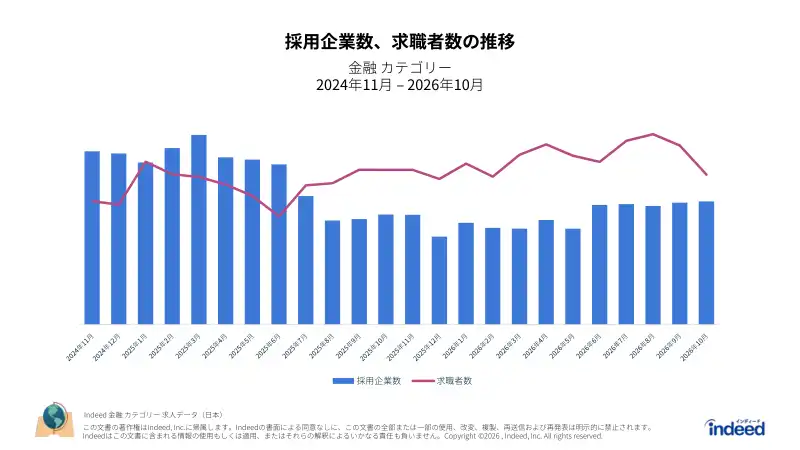 採用企業数、求職者数の推移
金融 カテゴリー
2024年11月 – 2026年10月
2024年11月
2024年12月
2025年1月
2025年2月
2025年3月
2025年4月
2025年5月
2025年6月
2025年7月
2025年8月
2025年9月
2025年10月
2025年11月
2025年12月
2026年1月
2026年2月
2026年3月
2026年4月
2026年5月
2026年6月
2026年7月
2026年8月
2026年9月
2026年10月
採用企業数 求職者数
Indeed 金融 カテゴリー 求人データ（日本）
この文書の著作権はIndeed, Inc.に帰属します。Indeedの書面による同意なしに、この文書の全部または一部の使用、改変、複製、再送信および再発表は明示的に禁止されます。
Indeedはこの文書に含まれる情報の使用もしくは適用、またはそれらの解釈によるいかなる責任も負いません。Copyright ©2026 , Indeed, Inc. All rights reserved.
インディード
indeed